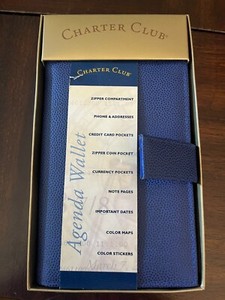 CHARTER CLUB
CHARTER CLUB
Agenda Wallet
ZIPPER COMPARTMENT
PHONE & ADDRESSES
CREDIT CARD POCKETS
ZIPPER COIN POCKET
CURRENCY POCKETS
NOTE PAGES
IMPORTANT DATES
COLOR MAPS
COLOR STICKERS